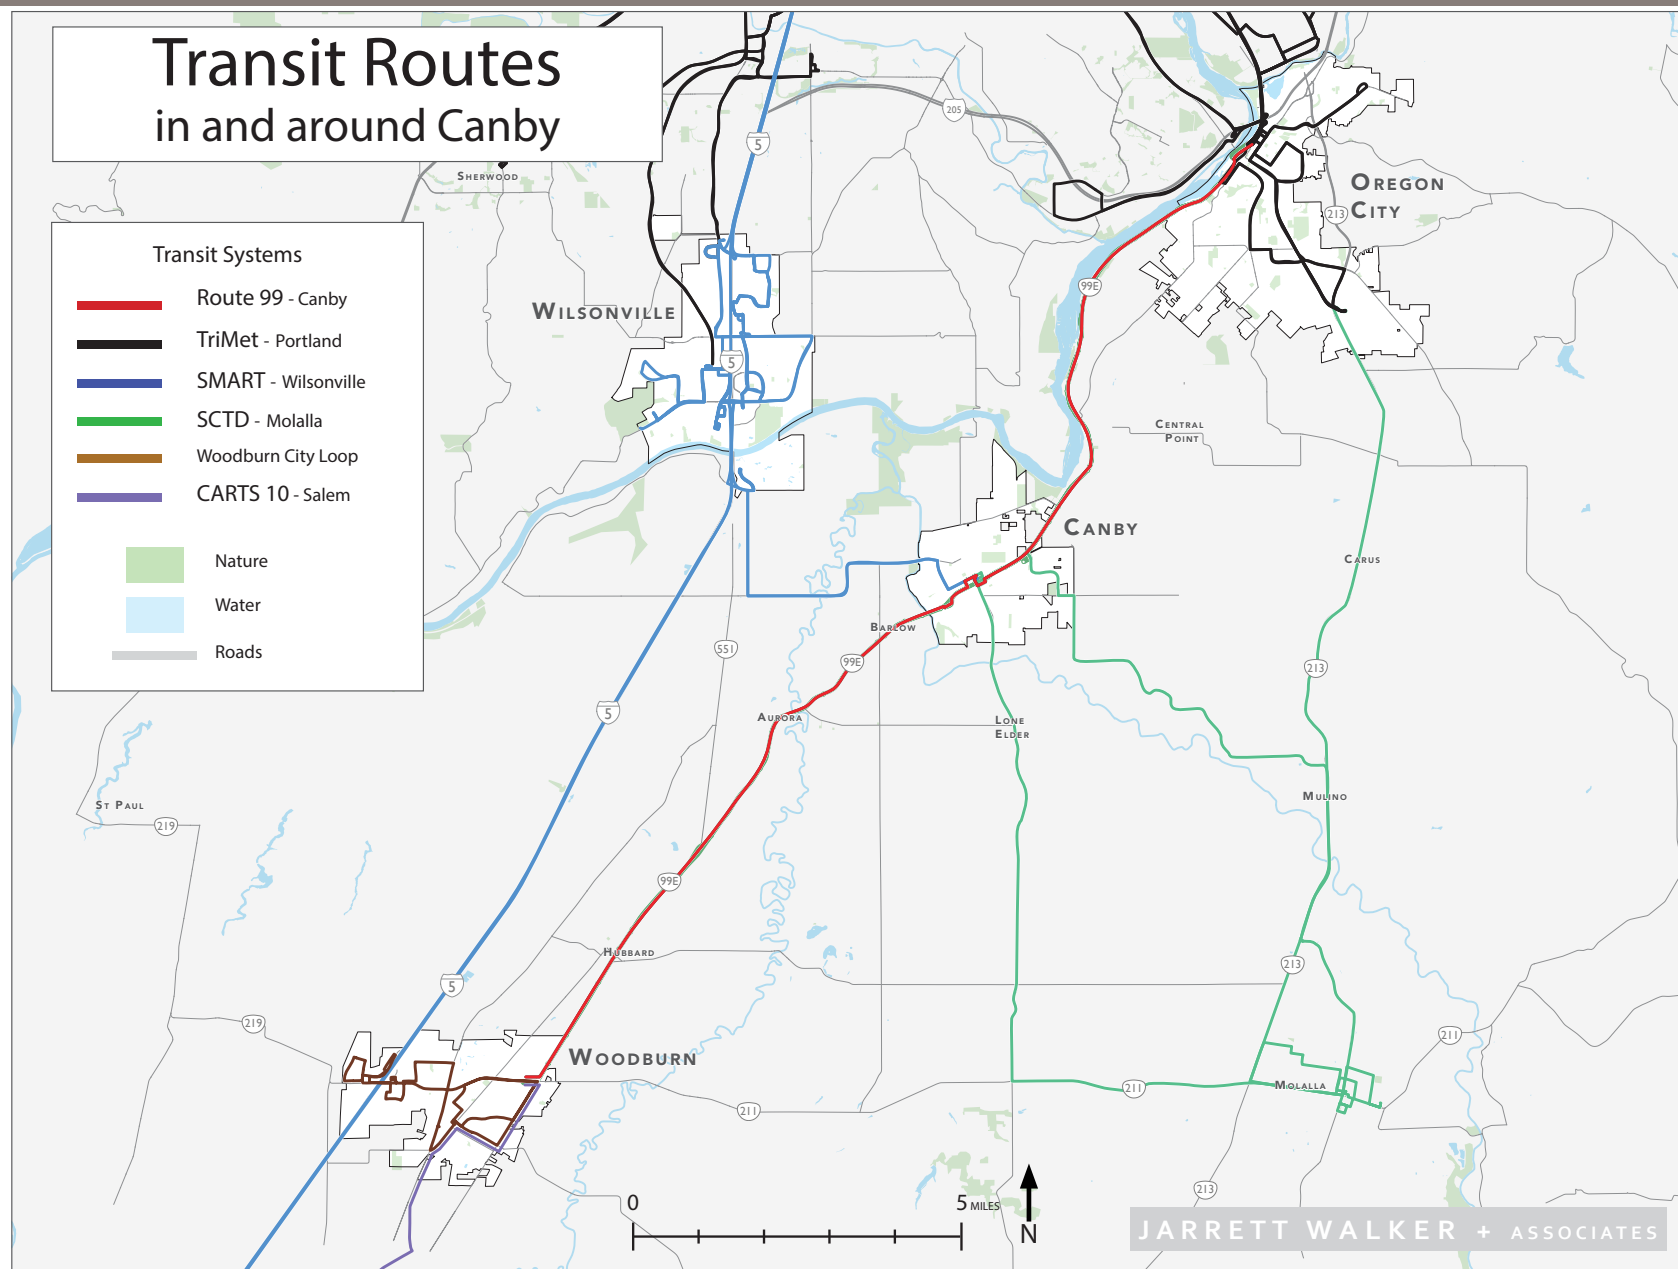 Transit Routes
in and around Canby
Transit Systems
Route 99 - Canby
TriMet - Portland
SMART - Wilsonville
SCTD - Molalla
Woodburn City Loop
CARTS 10 - Salem
Nature
Water
Roads
SHERWOOD
5
205
OREGON
CITY
213
99E
WILSONVILLE
5
CENTRAL
POINT
CANBY
CARUS
BARLOW
551
99E
213
5
AURORA
LONE
ELDER
MULINO
ST PAUL
219
99E
HUBBARD
213
5
219
211
WOODBURN
211
211
MOLALLA
213
0
5 MILES
N
JARRETT WALKER + ASSOCIATES